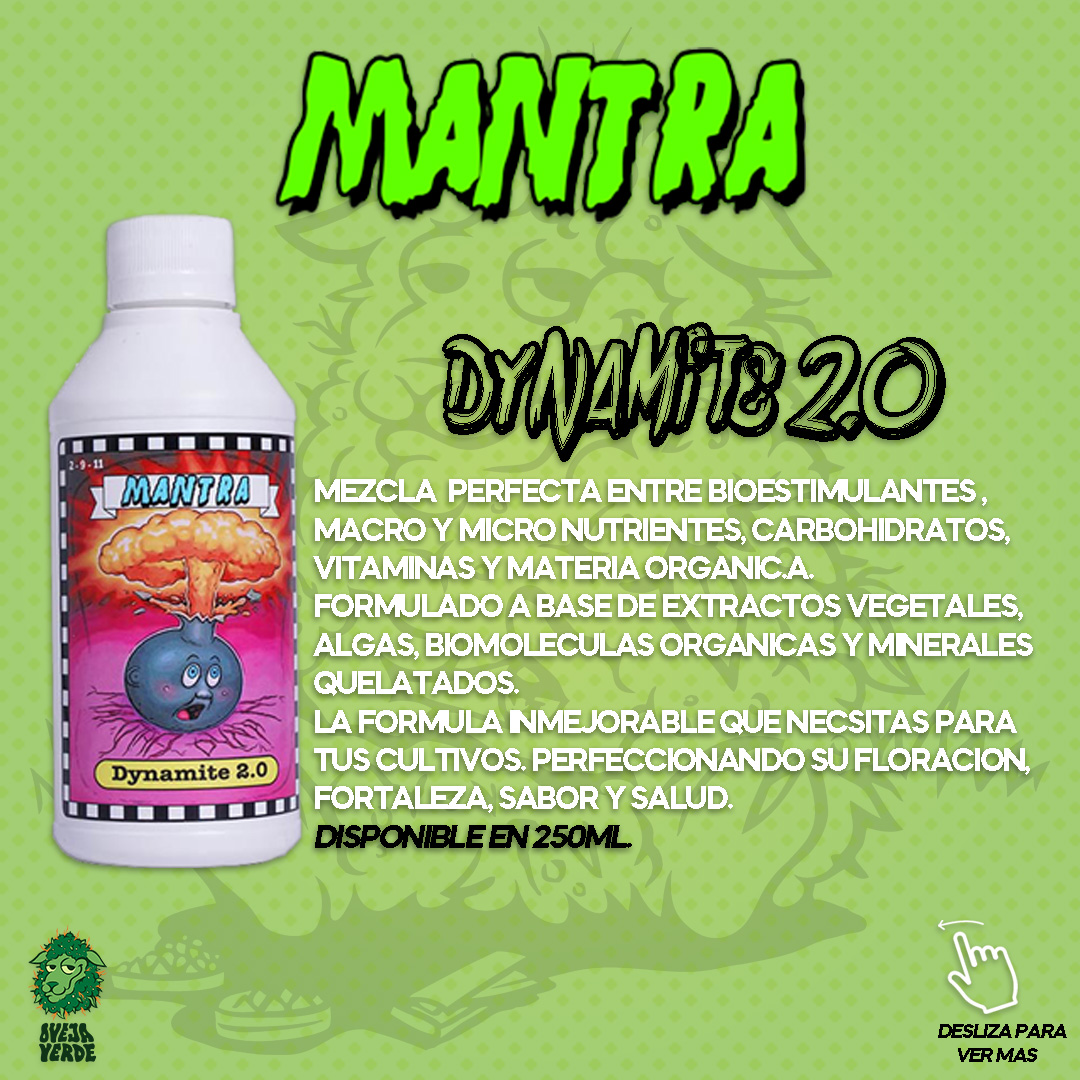 MANTRA
DYNAMITE 2.0
2-9-11
MANTRA
Dynamite 2.0
MEZCLA PERFECTA ENTRE BIOESTIMULANTES ,
MACRO Y MICRO NUTRIENTES, CARBOHIDRATOS,
VITAMINAS Y MATERIA ORGANIC.A.
FORMULADO A BASE DE EXTRACTOS VEGETALES,
ALGAS, BIOMOLECULAS ORGANICAS Y MINERALES
QUELATADOS.
LA FORMULA INMEJORABLE QUE NECSITAS PARA
TUS CULTIVOS. PERFECCIONANDO SU FLORACION,
FORTALEZA, SABOR Y SALUD.
DISPONIBLE EN 250ML.
OVEJA
VERDE
DESLIZA PARA
VER MAS